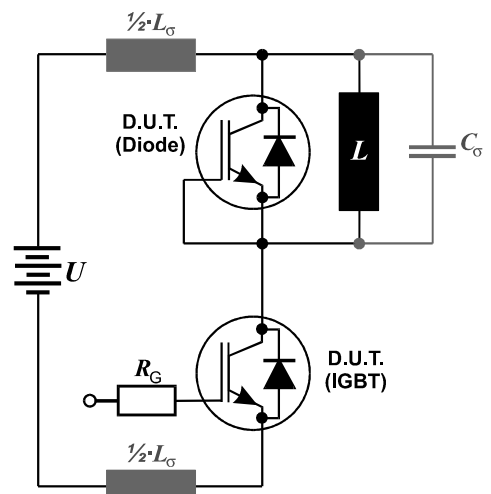 ½·Lσ
D.U.T.
(Diode)
L
Cσ
U
RG
D.U.T.
(IGBT)
½·Lσ